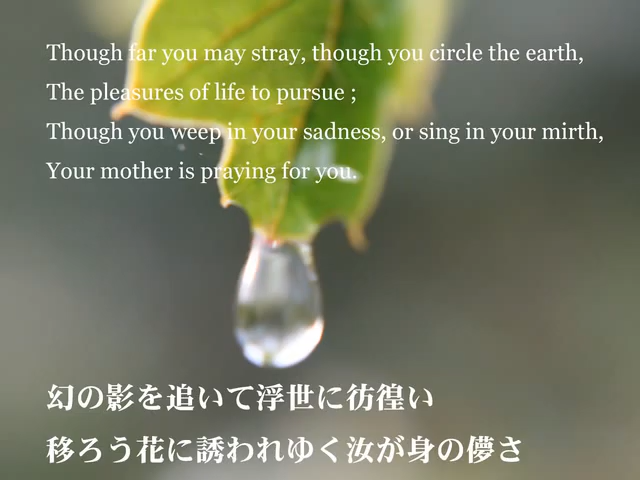 Though far you may stray, though you circle the earth,
The pleasures of life to pursue ;
Though you weep in your sadness, or sing in your mirth,
Your mother is praying for you.
幻の影を追いて浮世に彷徨い
移ろう花に誘われゆく汝が身の儚さ